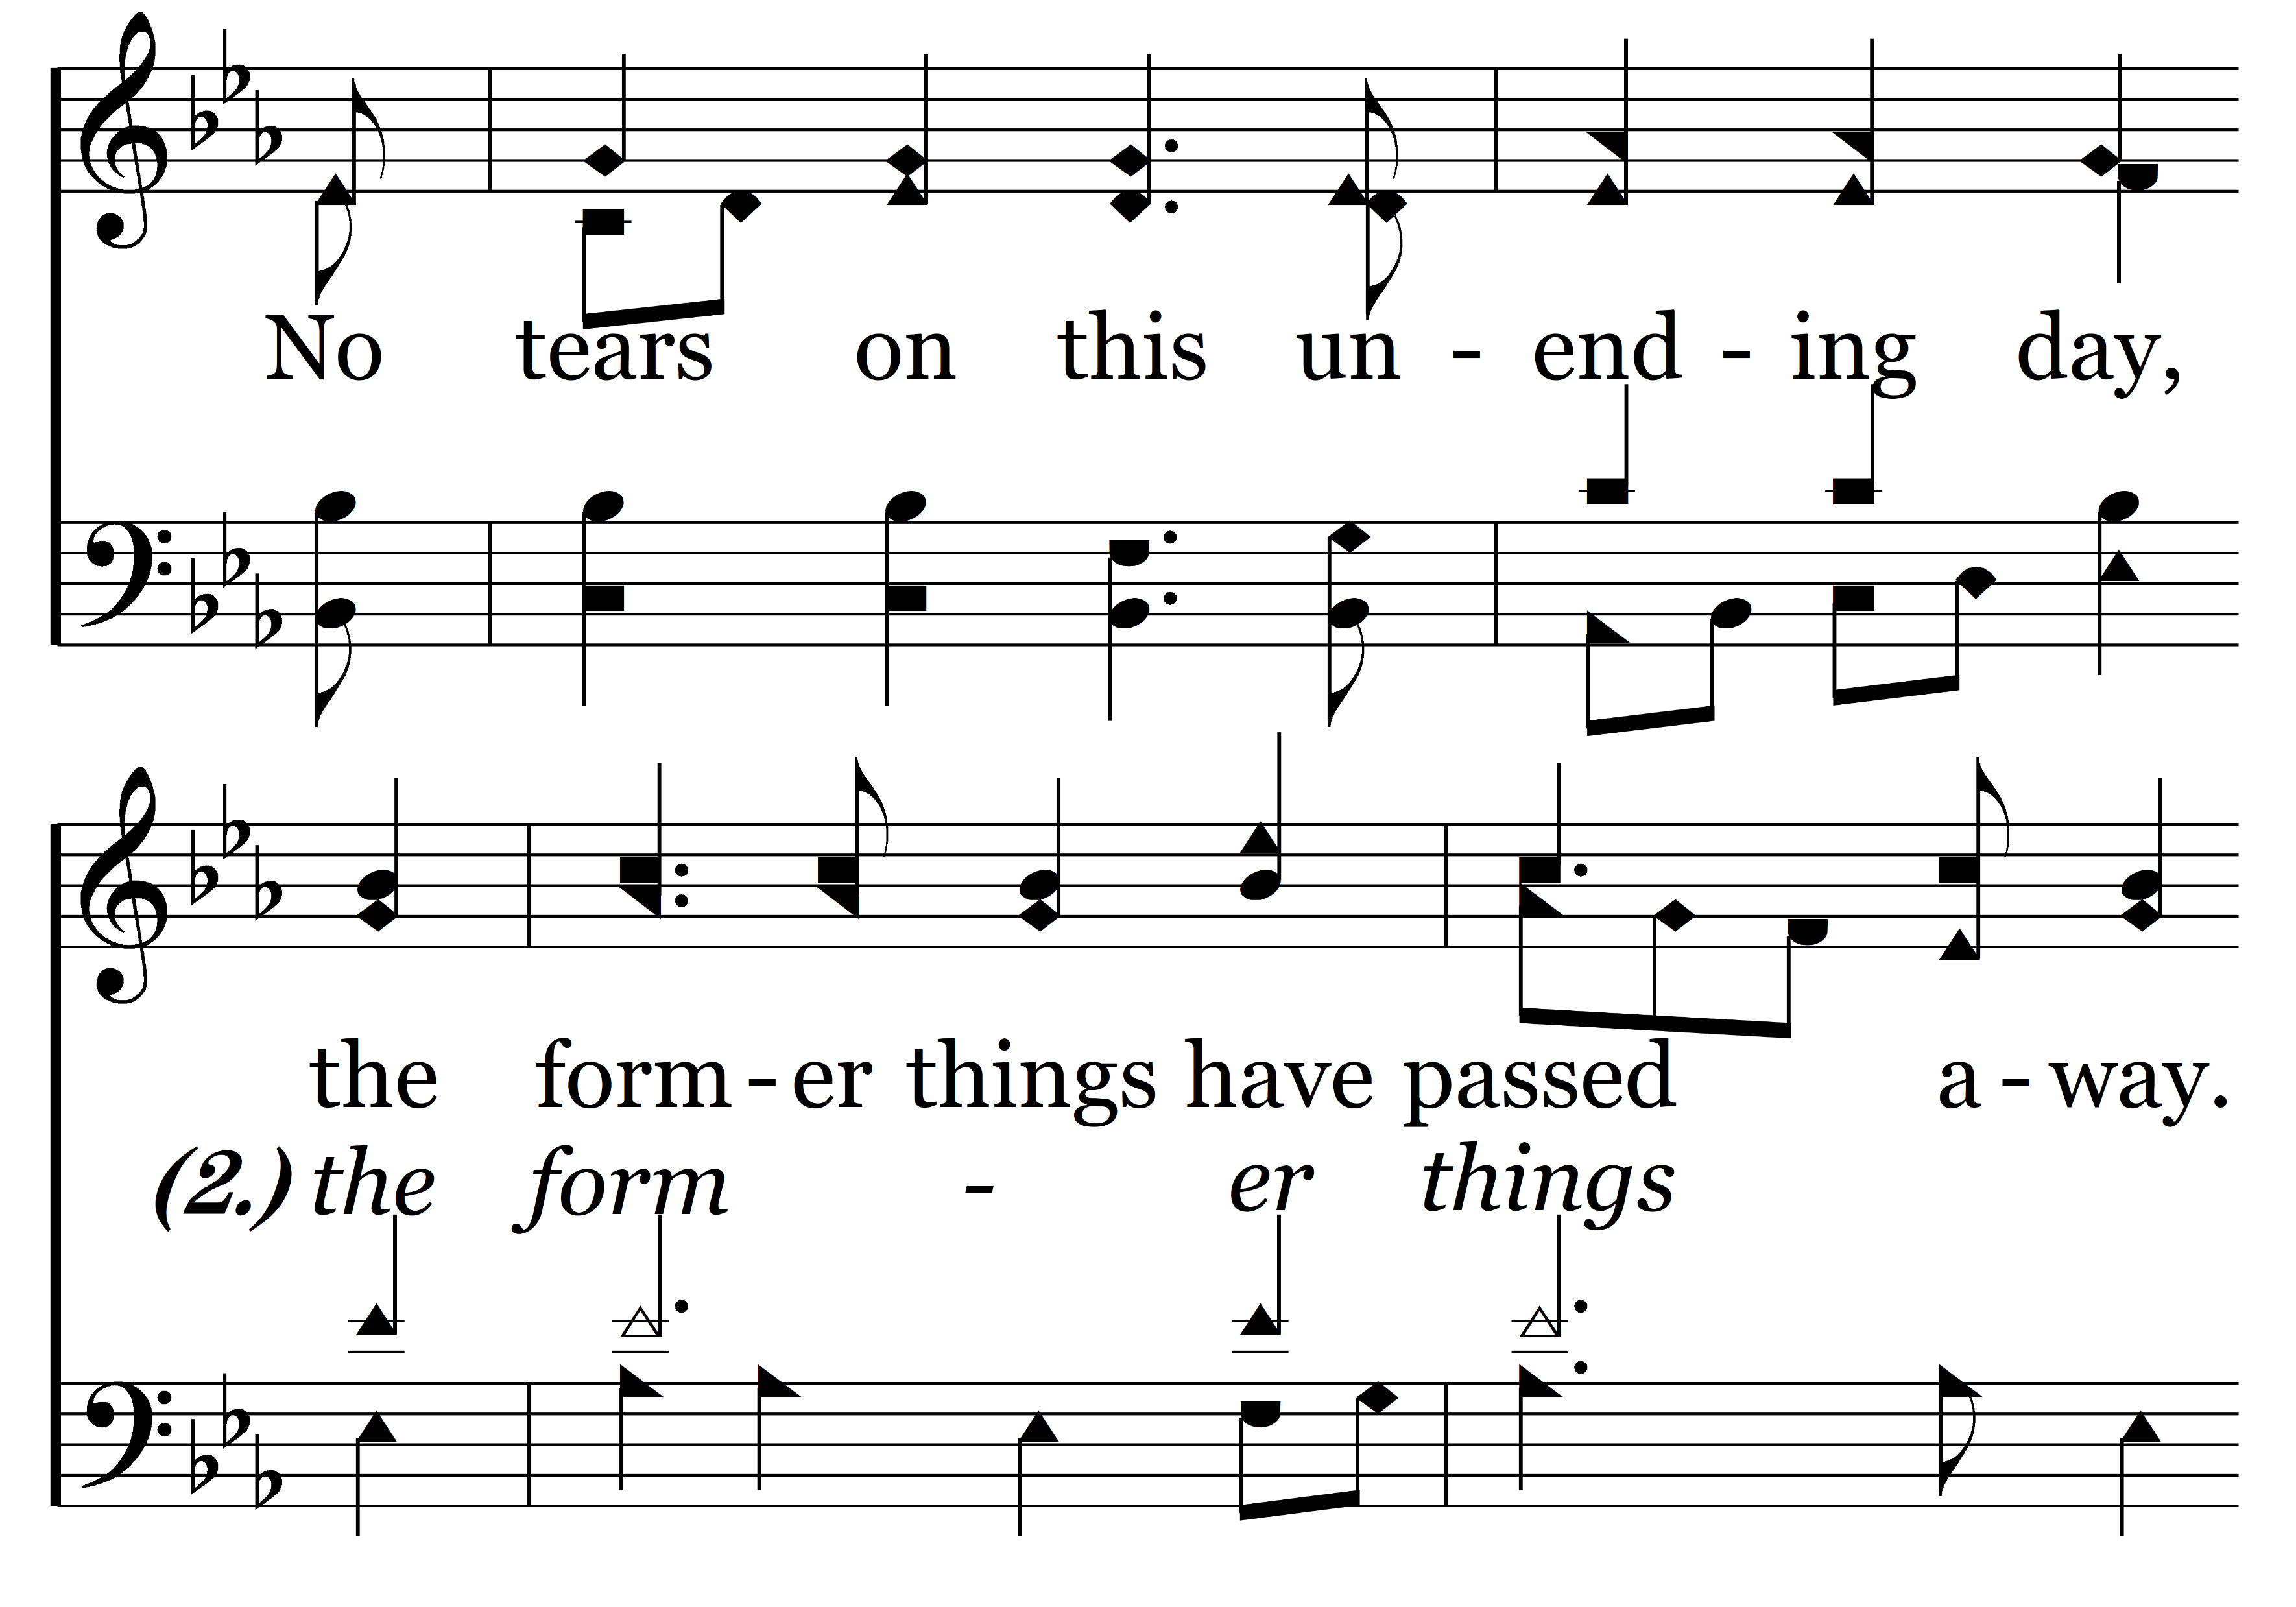 No tears on this un - end - ing day,
the form - er things have passed a - way.
(2.) the form - er things